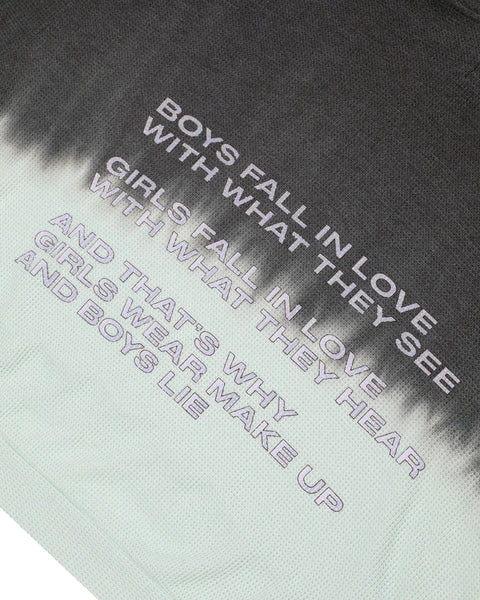 BOYS FALL IN LOVE
WITH WHAT THEY SEE
GIRLS FALL IN LOVE
WITH WHAT THEY HEAR
AND THAT'S WHY
GIRLS WEAR MAKE UP
AND BOYS LIE